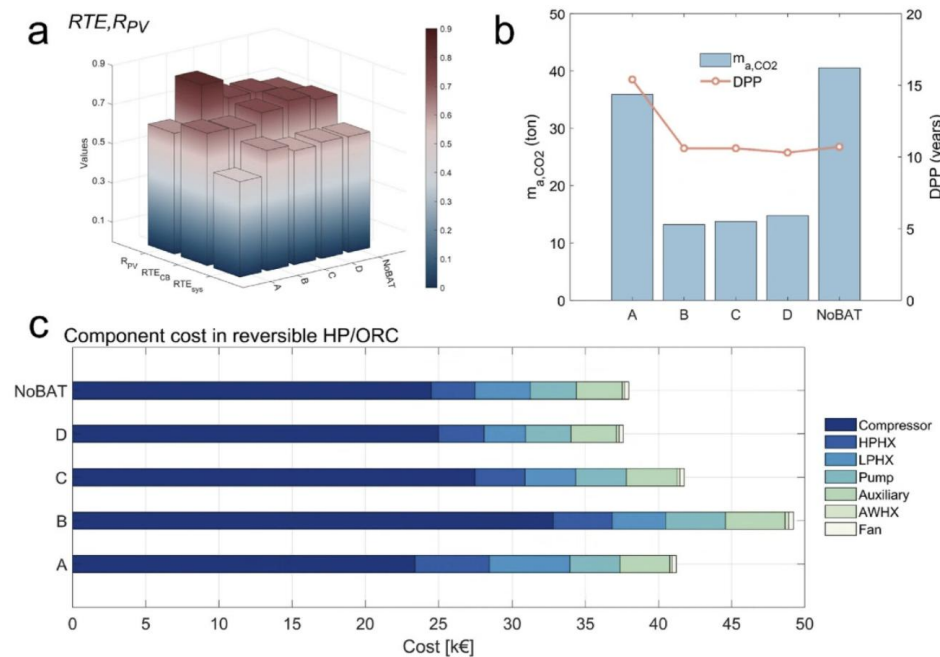 a
RTE,R_PV
0.9
0.7
0.5
0.3
0.1
Values
R_PV
RTE_CB
RTE_sys
A
B
C
D
NoBAT
0.9
0.8
0.7
0.6
0.5
0.4
0.3
0.2
0.1
0
b
m_a,CO2
DPP
50
40
30
20
10
0
m_a,CO2 (ton)
20
15
10
5
0
DPP (years)
A B C D NoBAT
c
Component cost in reversible HP/ORC
NoBAT
D
C
B
A
0 5 10 15 20 25 30 35 40 45 50
Cost [k€]
Compressor
HPHX
LPHX
Pump
Auxiliary
AWHX
Fan